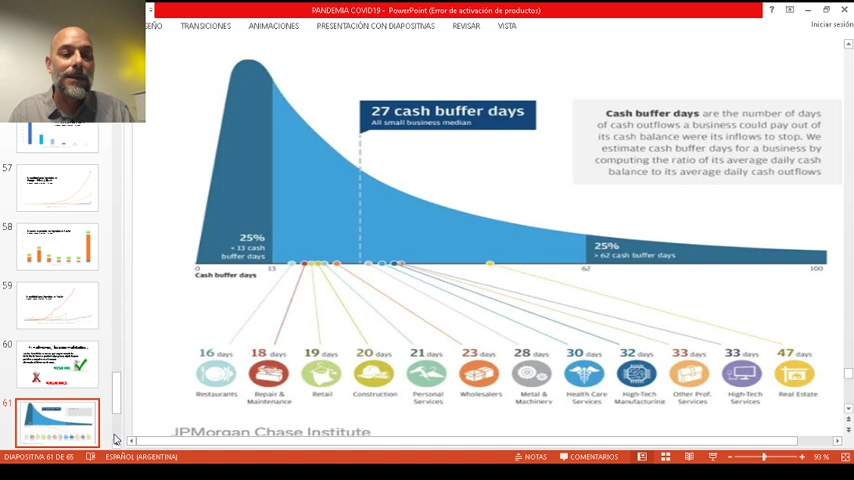 PANDEMIA COVID19 - PowerPoint (Error de activación de productos)
SEÑO TRANSICIONES ANIMACIONES PRESENTACIÓN CON DIAPOSITIVAS REVISAR VISTA
Iniciar sesión
57
58
59
60
61
27 cash buffer days
All small business median
Cash buffer days are the number of days
of cash outflows a business could pay out of
its cash balance were its inflows to stop. We
estimate cash buffer days for a business by
computing the ratio of its average daily cash
balance to its average daily cash outflows
25%
< 13 cash
buffer days
25%
> 62 cash buffer days
0 13 62 100
Cash buffer days
16 days 18 days 19 days 20 days 21 days 23 days 28 days 30 days 32 days 33 days 33 days 47 days
Restaurants Repair & Maintenance Retail Construction Personal Services Wholesalers Metal & Machinery Health Care Services High-Tech Manufacturing Other Prof. Services High-Tech Services Real Estate
JPMorgan Chase Institute
DIAPOSITIVA 61 DE 65 ESPAÑOL (ARGENTINA) NOTAS COMENTARIOS 93 %